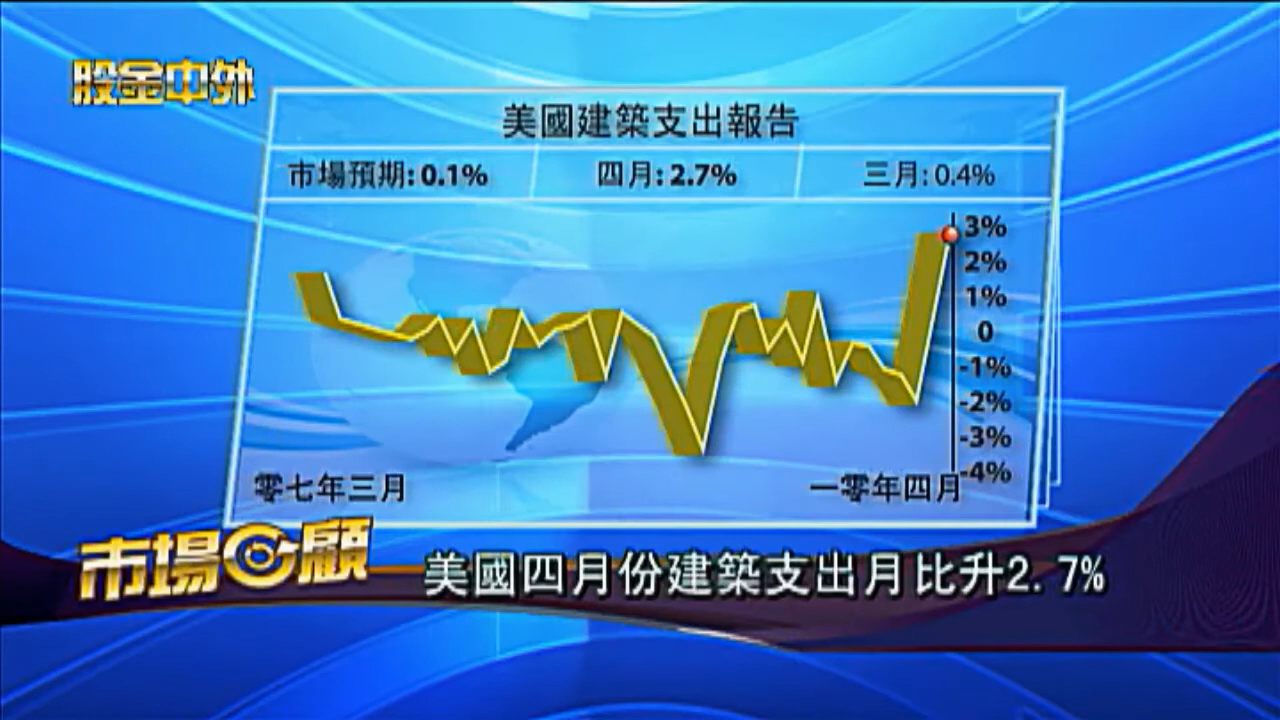 股金中外
美國建築支出報告
市場預期:0.1% 四月:2.7% 三月:0.4%
3%
2%
1%
0
-1%
-2%
-3%
-4%
零七年三月 一零年四月
市場回顧
美國四月份建築支出月比升2.7%